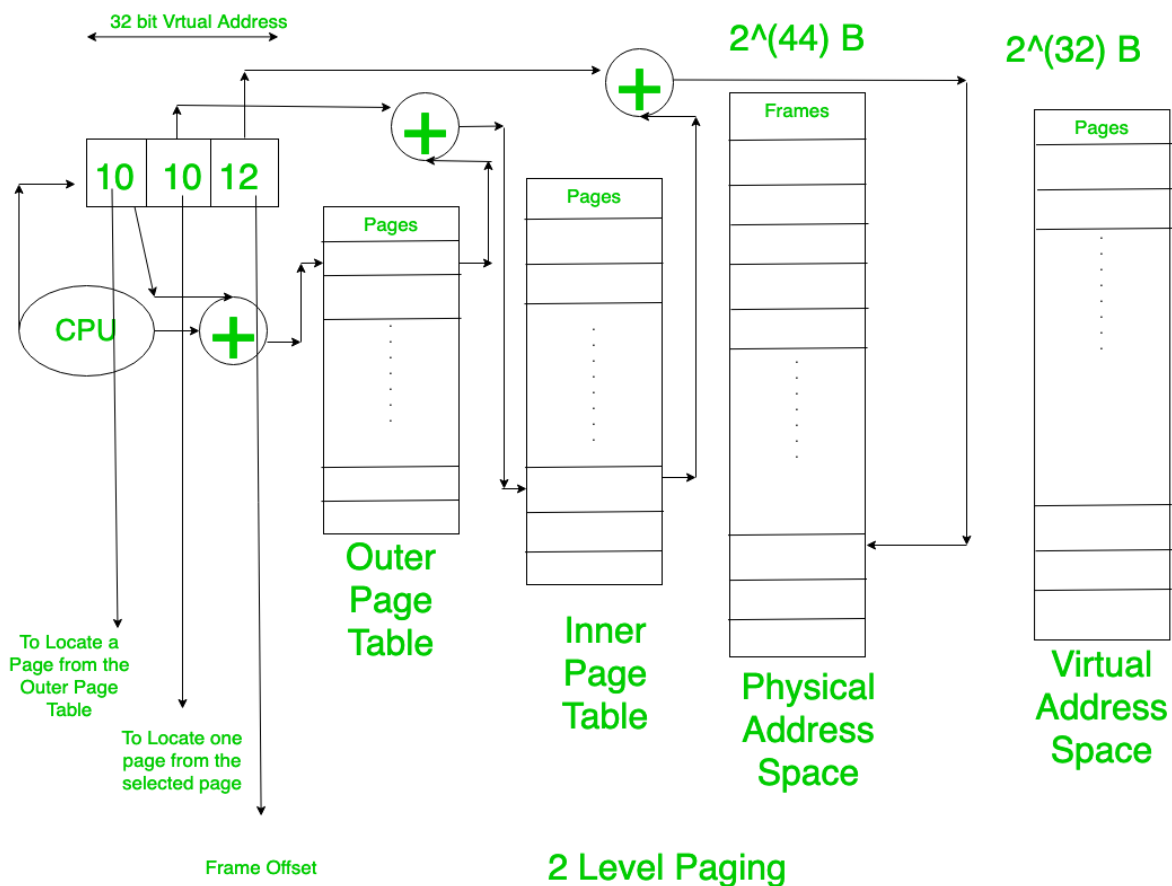 32 bit Vrtual Address
2^(44) B
2^(32) B
10 10 12
Frames
Pages
Pages
Pages
CPU
Outer
Page
Table
Inner
Page
Table
Physical
Address
Space
Virtual
Address
Space
To Locate a
Page from the
Outer Page
Table
To Locate one
page from the
selected page
Frame Offset
2 Level Paging